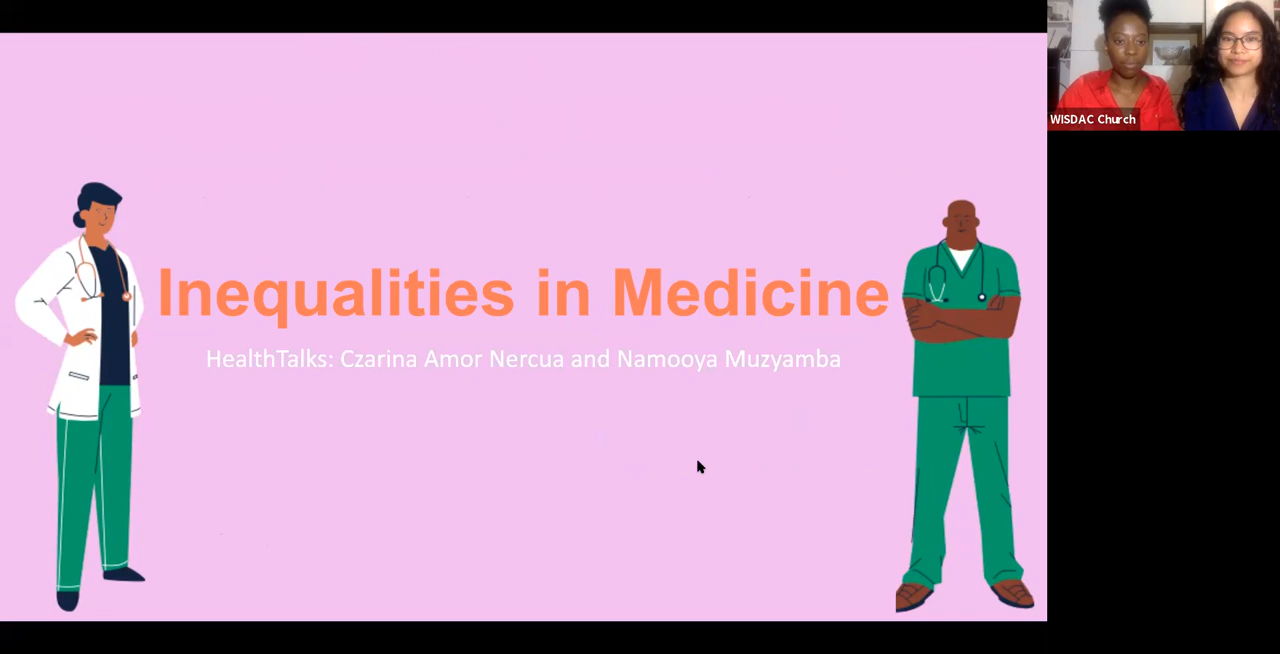 WISDAC Church
Inequalities in Medicine
HealthTalks: Czarina Amor Nercua and Namooya Muzyamba